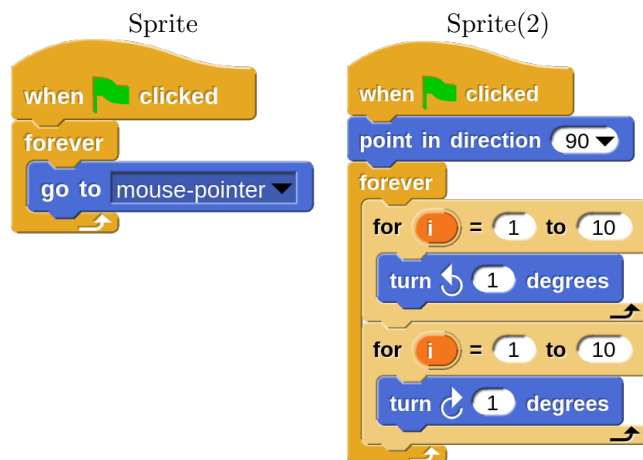 Sprite
when clicked
forever
go to mouse-pointer
Sprite(2)
when clicked
point in direction 90
forever
for i = 1 to 10
turn 1 degrees
for i = 1 to 10
turn 1 degrees